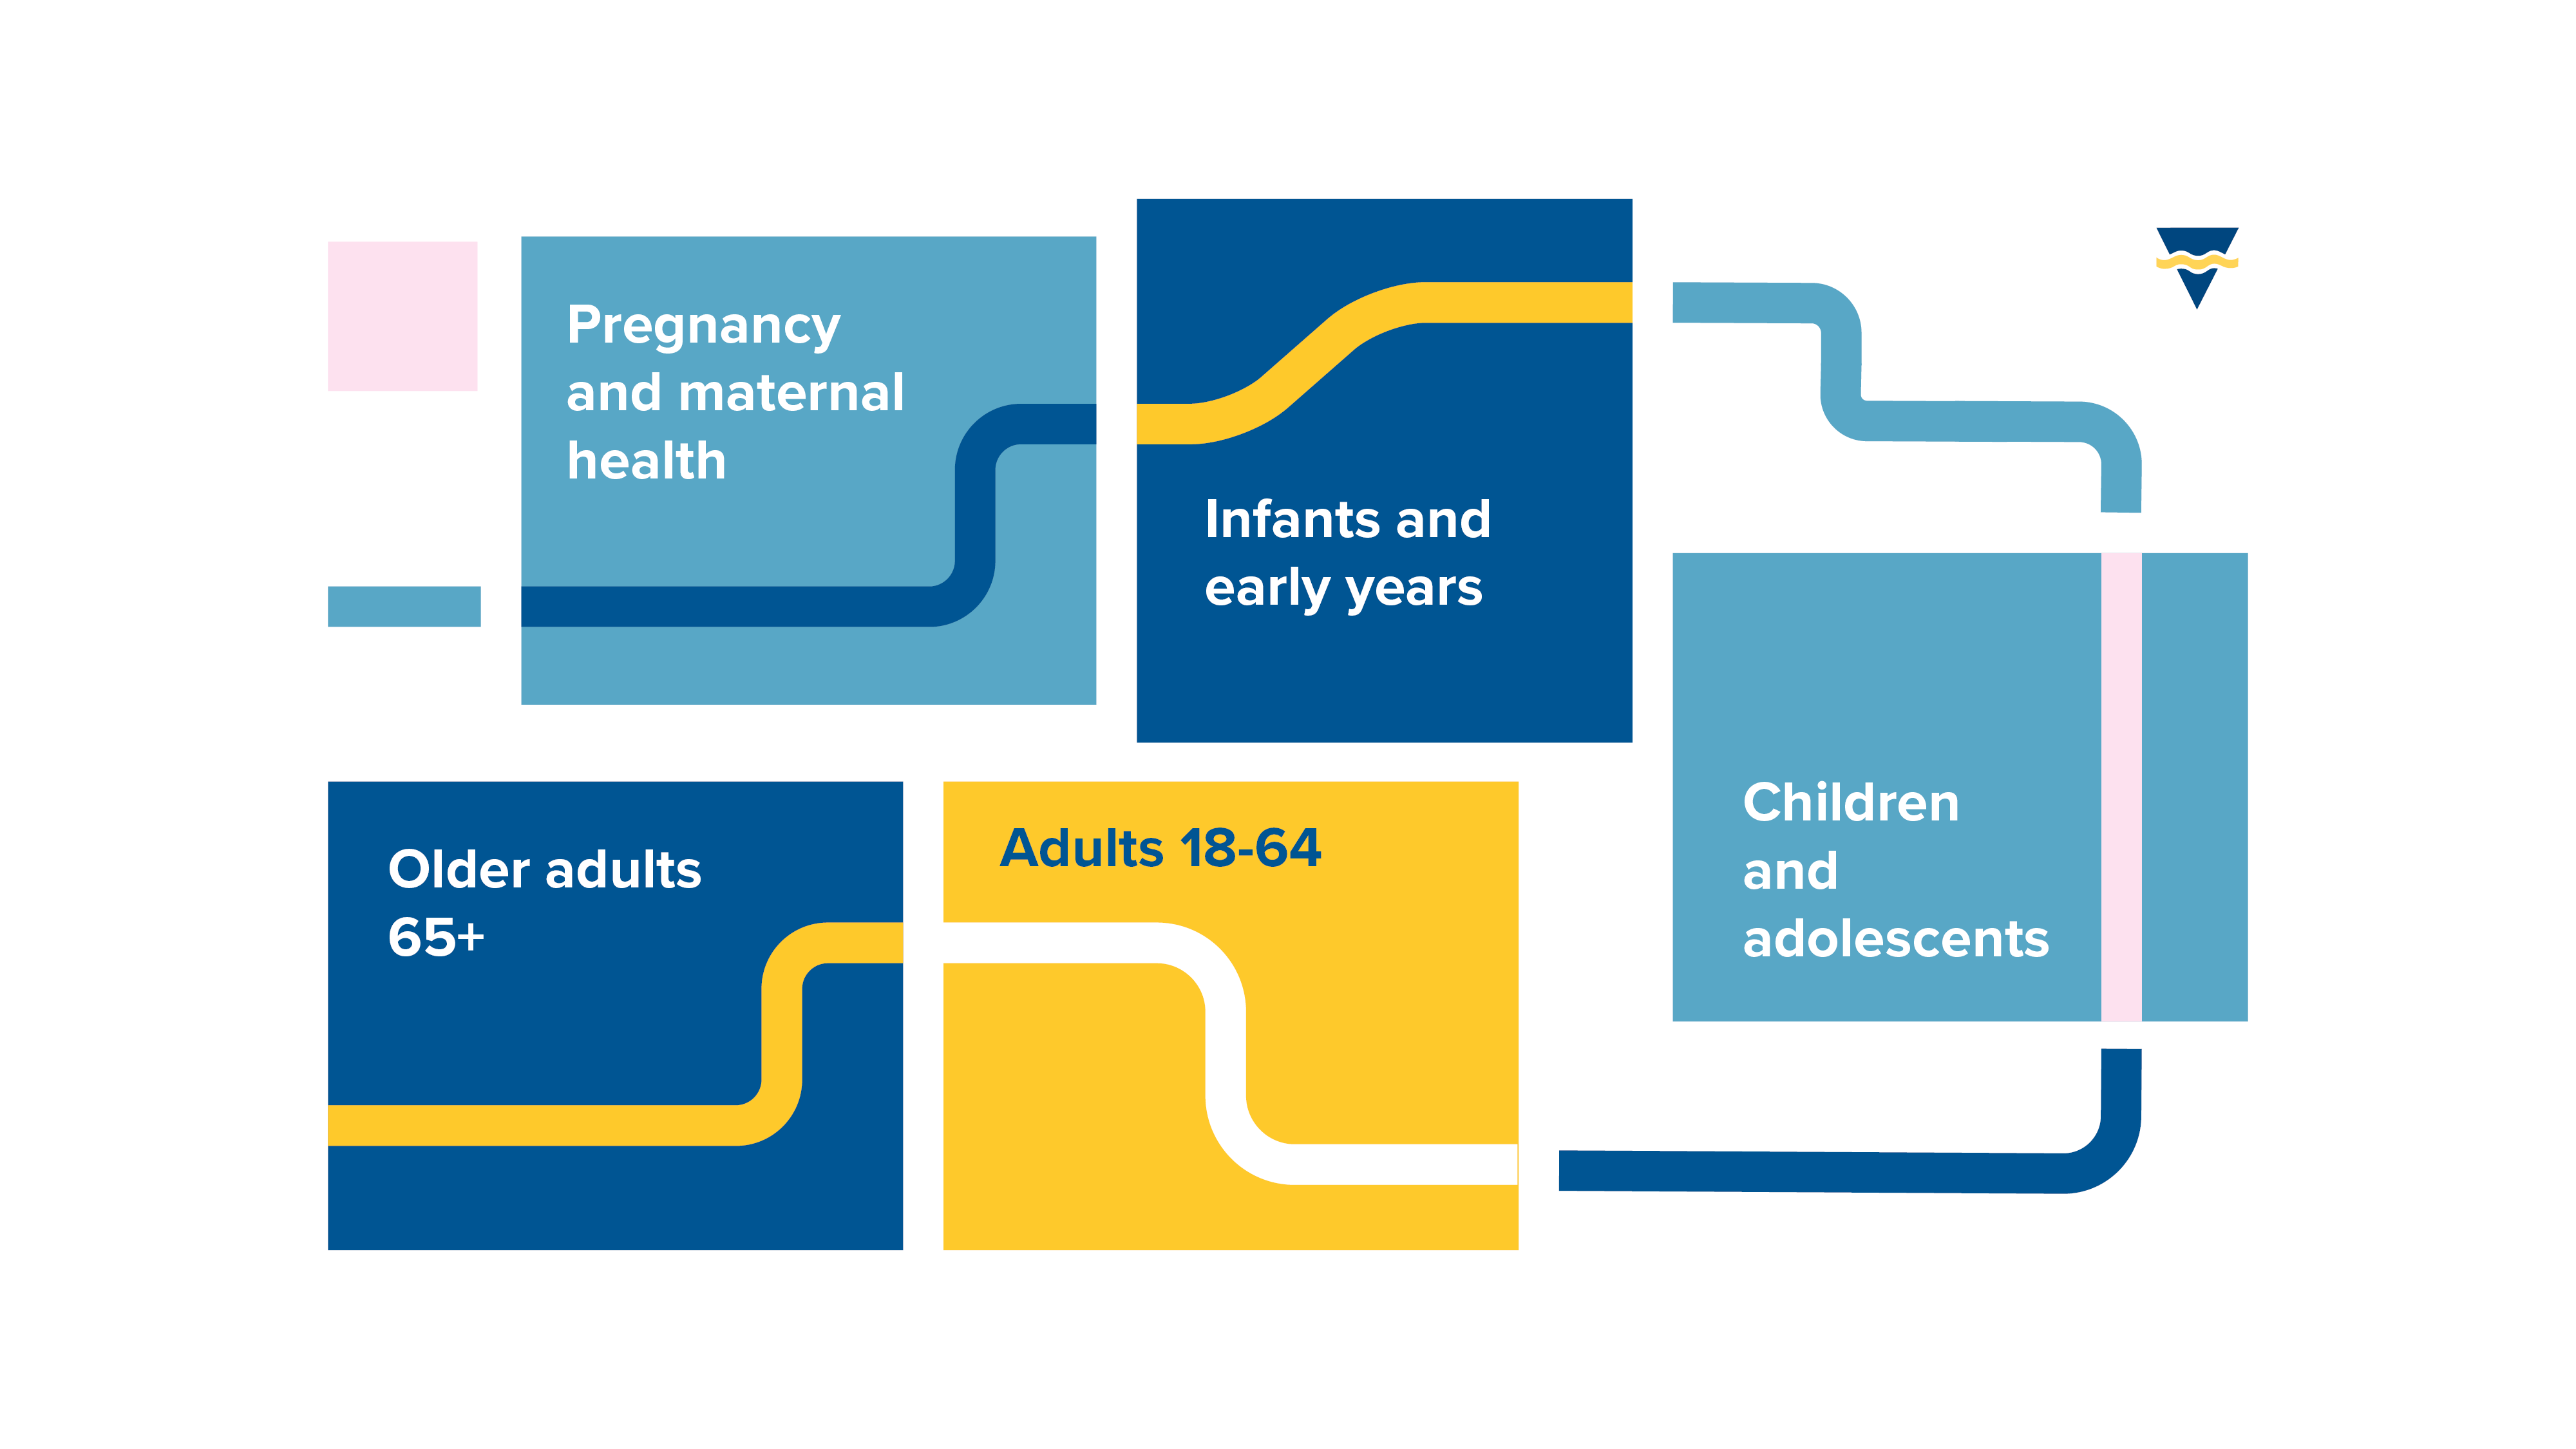 Pregnancy
and maternal
health
Infants and
early years
Children
and
adolescents
Adults 18-64
Older adults
65+